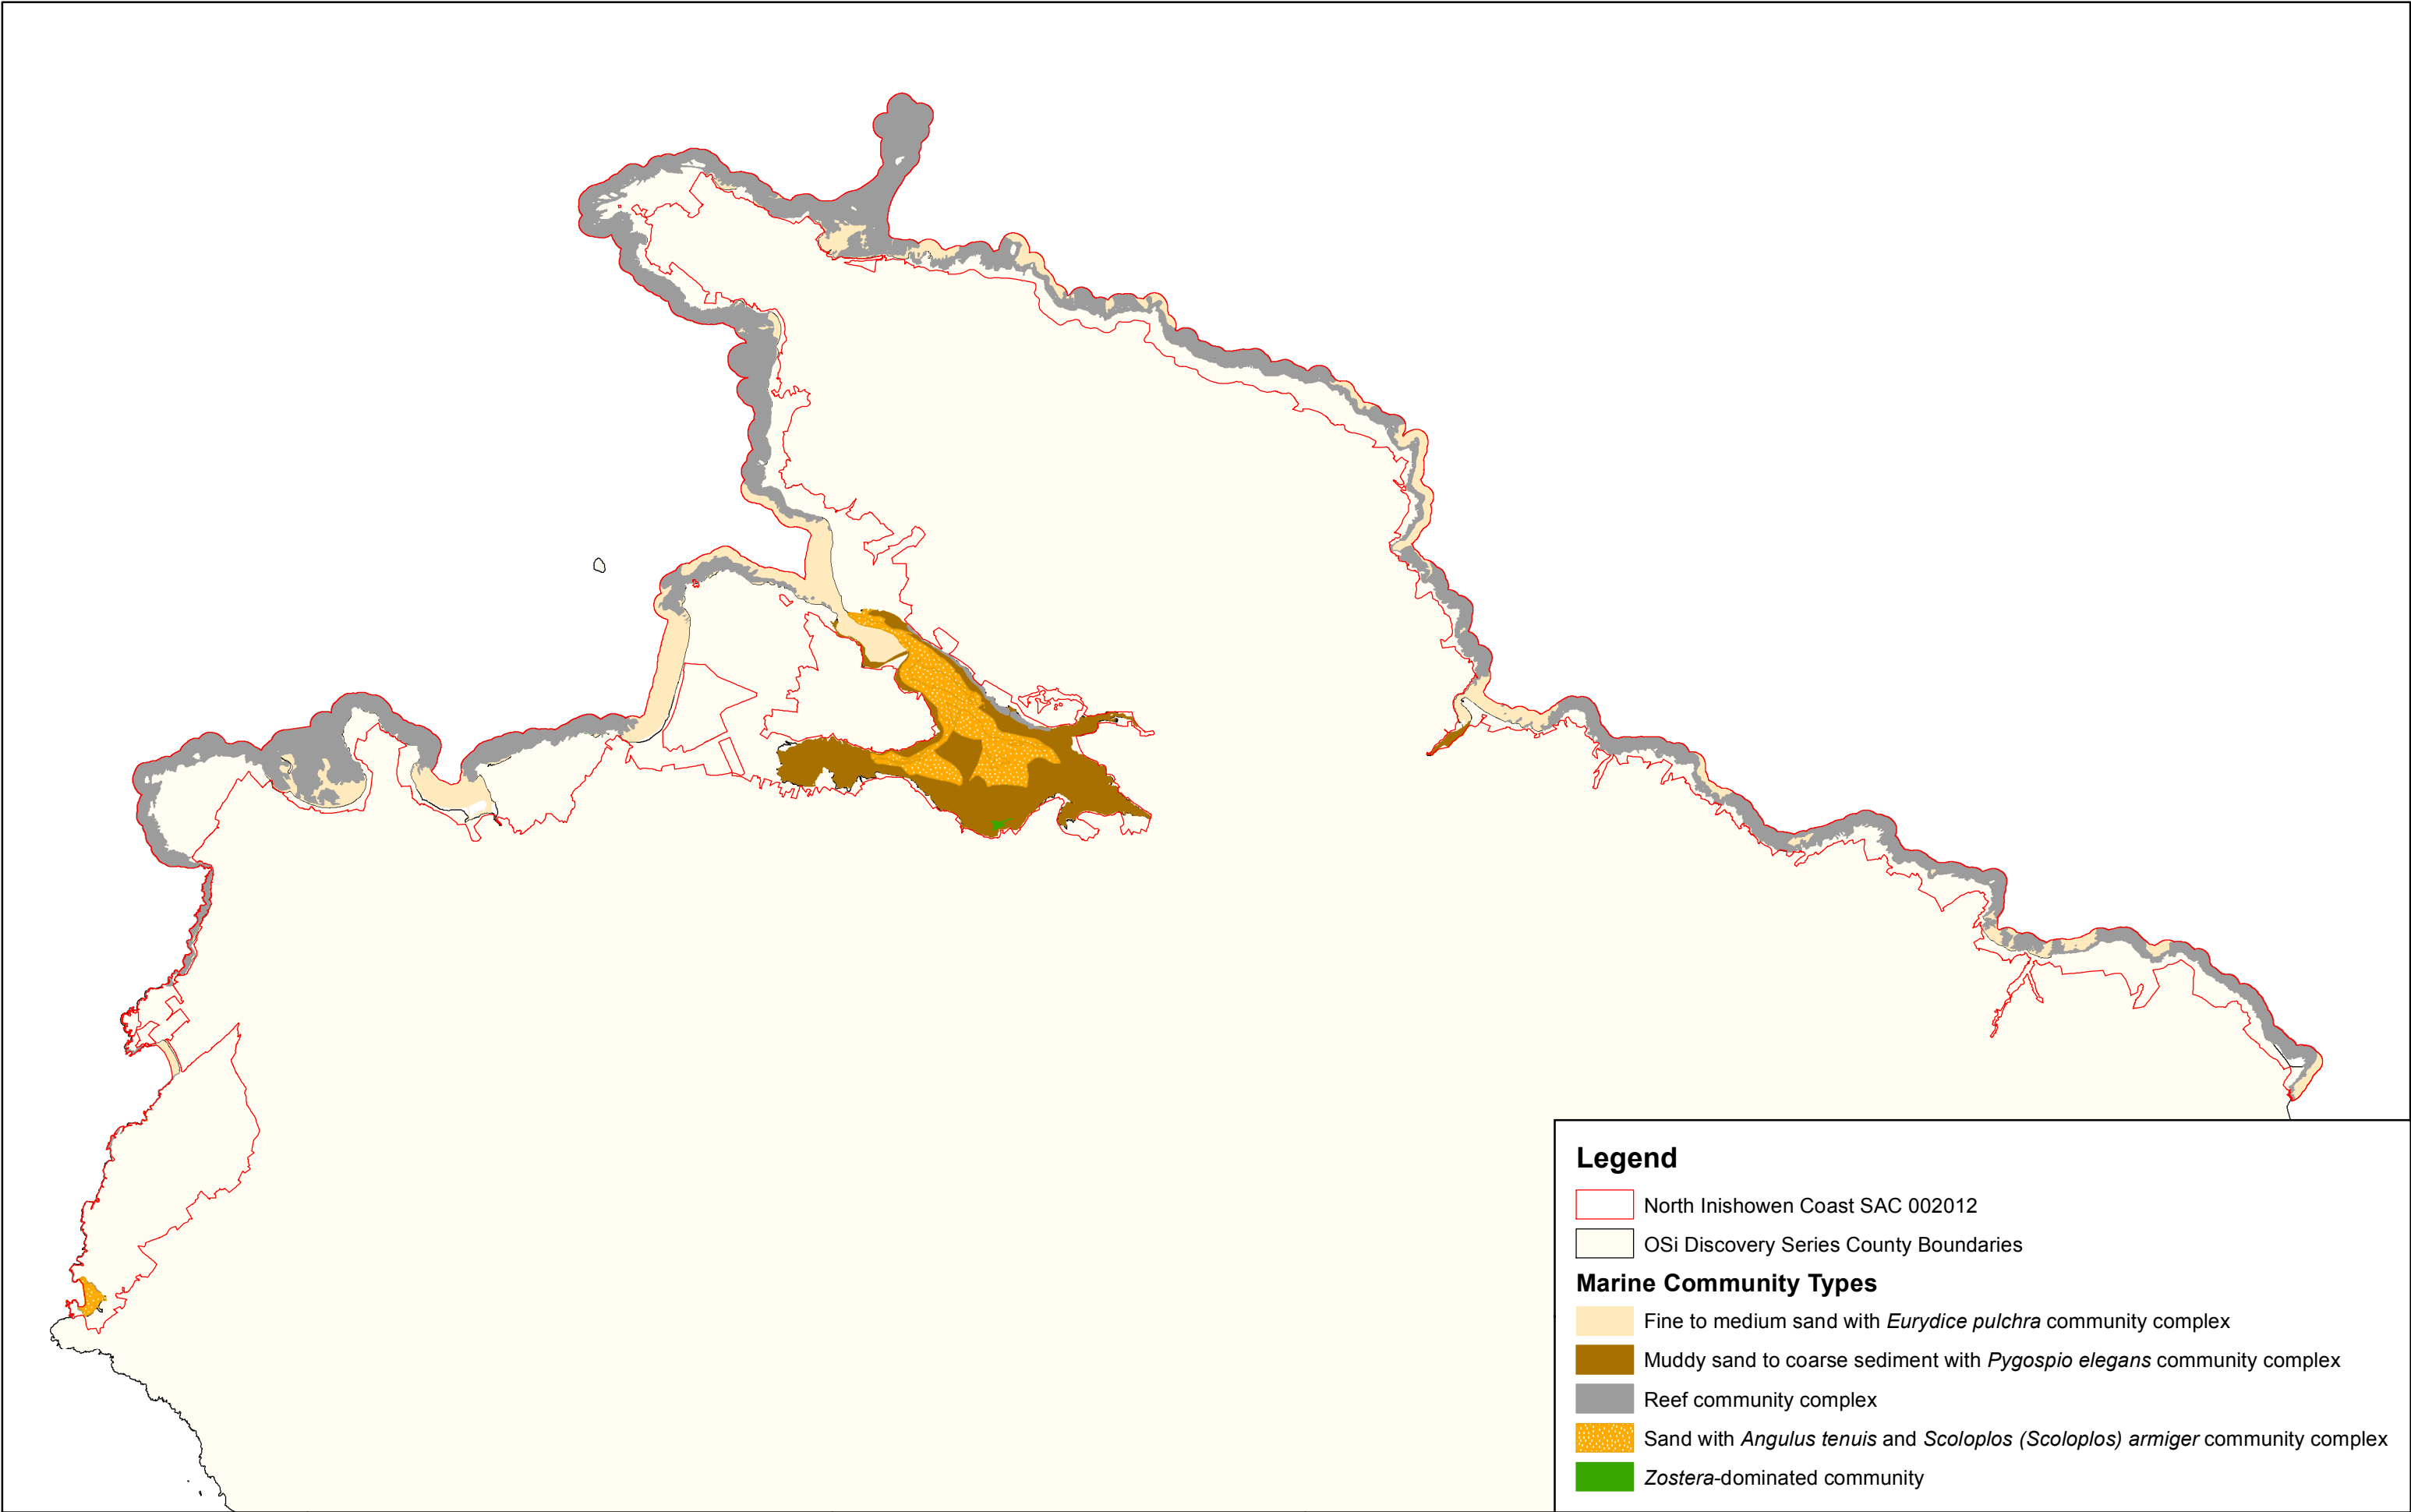 Legend
North Inishowen Coast SAC 002012
OSi Discovery Series County Boundaries
Marine Community Types
Fine to medium sand with Eurydice pulchra community complex
Muddy sand to coarse sediment with Pygospio elegans community complex
Reef community complex
Sand with Angulus tenuis and Scoloplos (Scoloplos) armiger community complex
Zostera-dominated community